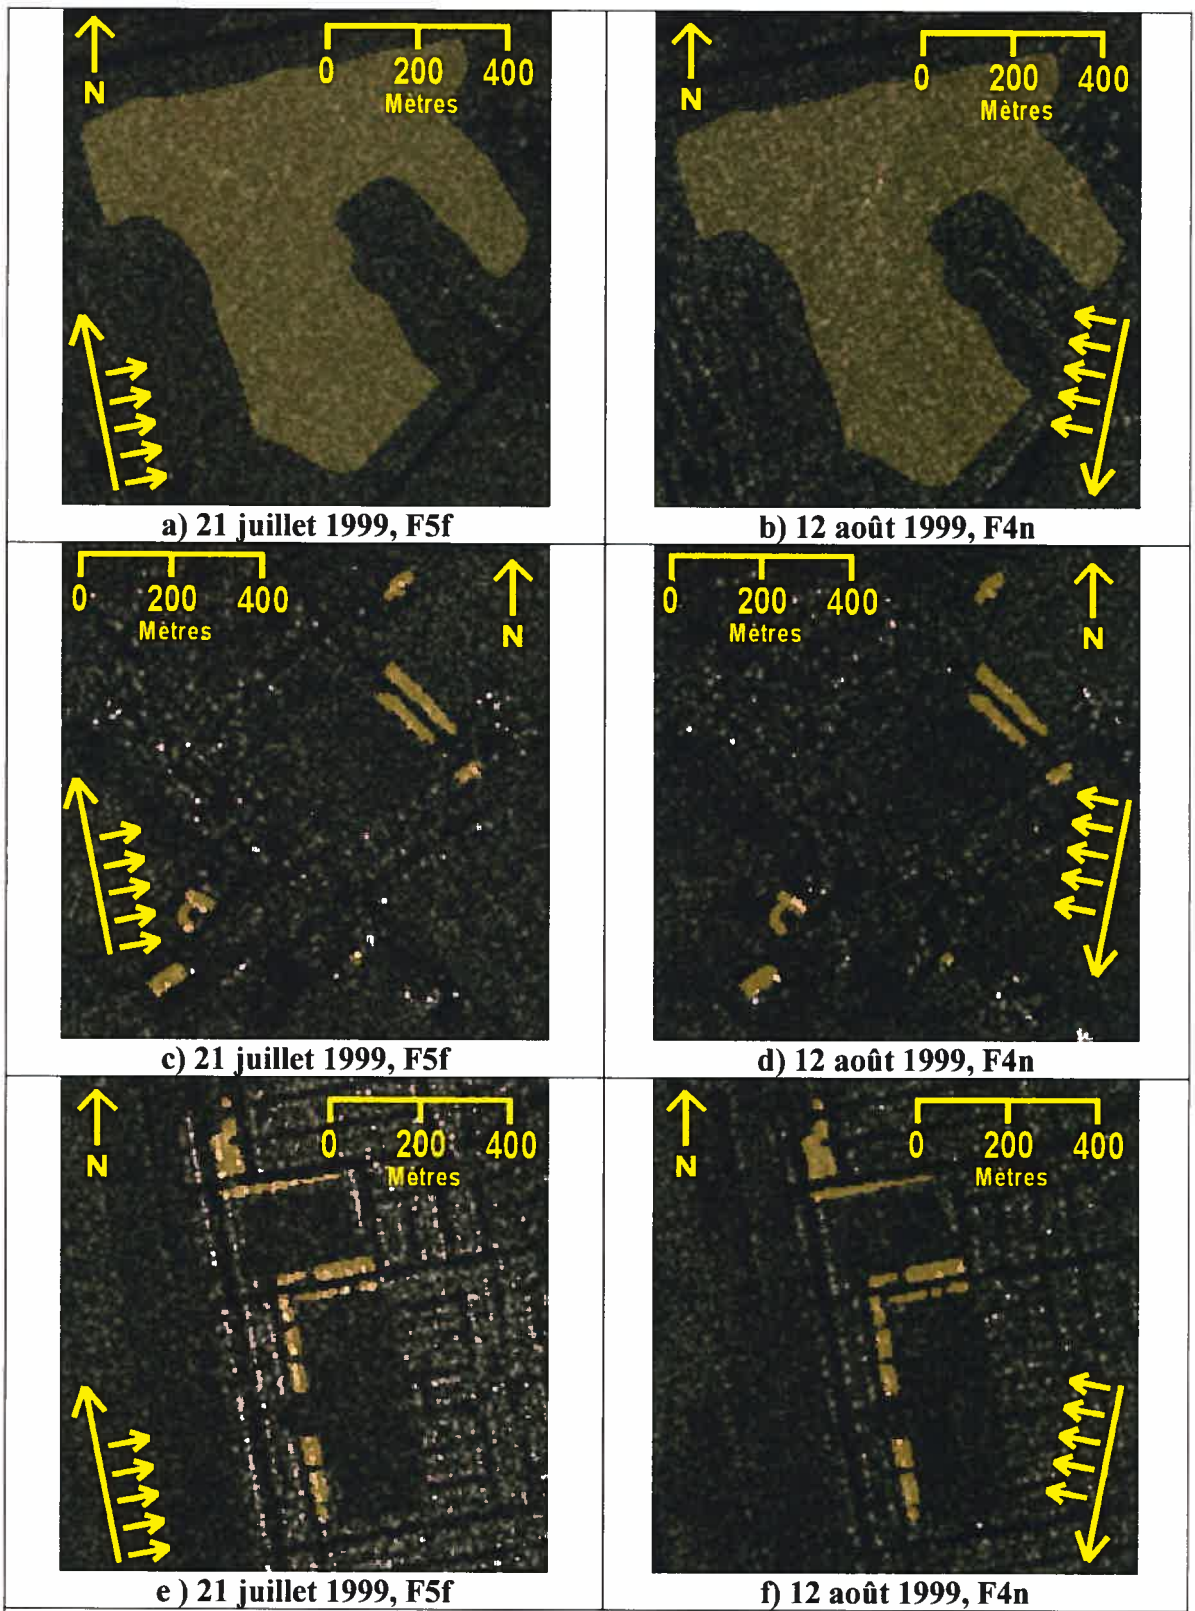 N
0 200 400
Mètres
a) 21 juillet 1999, F5f
N
0 200 400
Mètres
b) 12 août 1999, F4n
0 200 400
Mètres
N
c) 21 juillet 1999, F5f
0 200 400
Mètres
N
d) 12 août 1999, F4n
N
0 200 400
Mètres
e ) 21 juillet 1999, F5f
N
0 200 400
Mètres
f) 12 août 1999, F4n